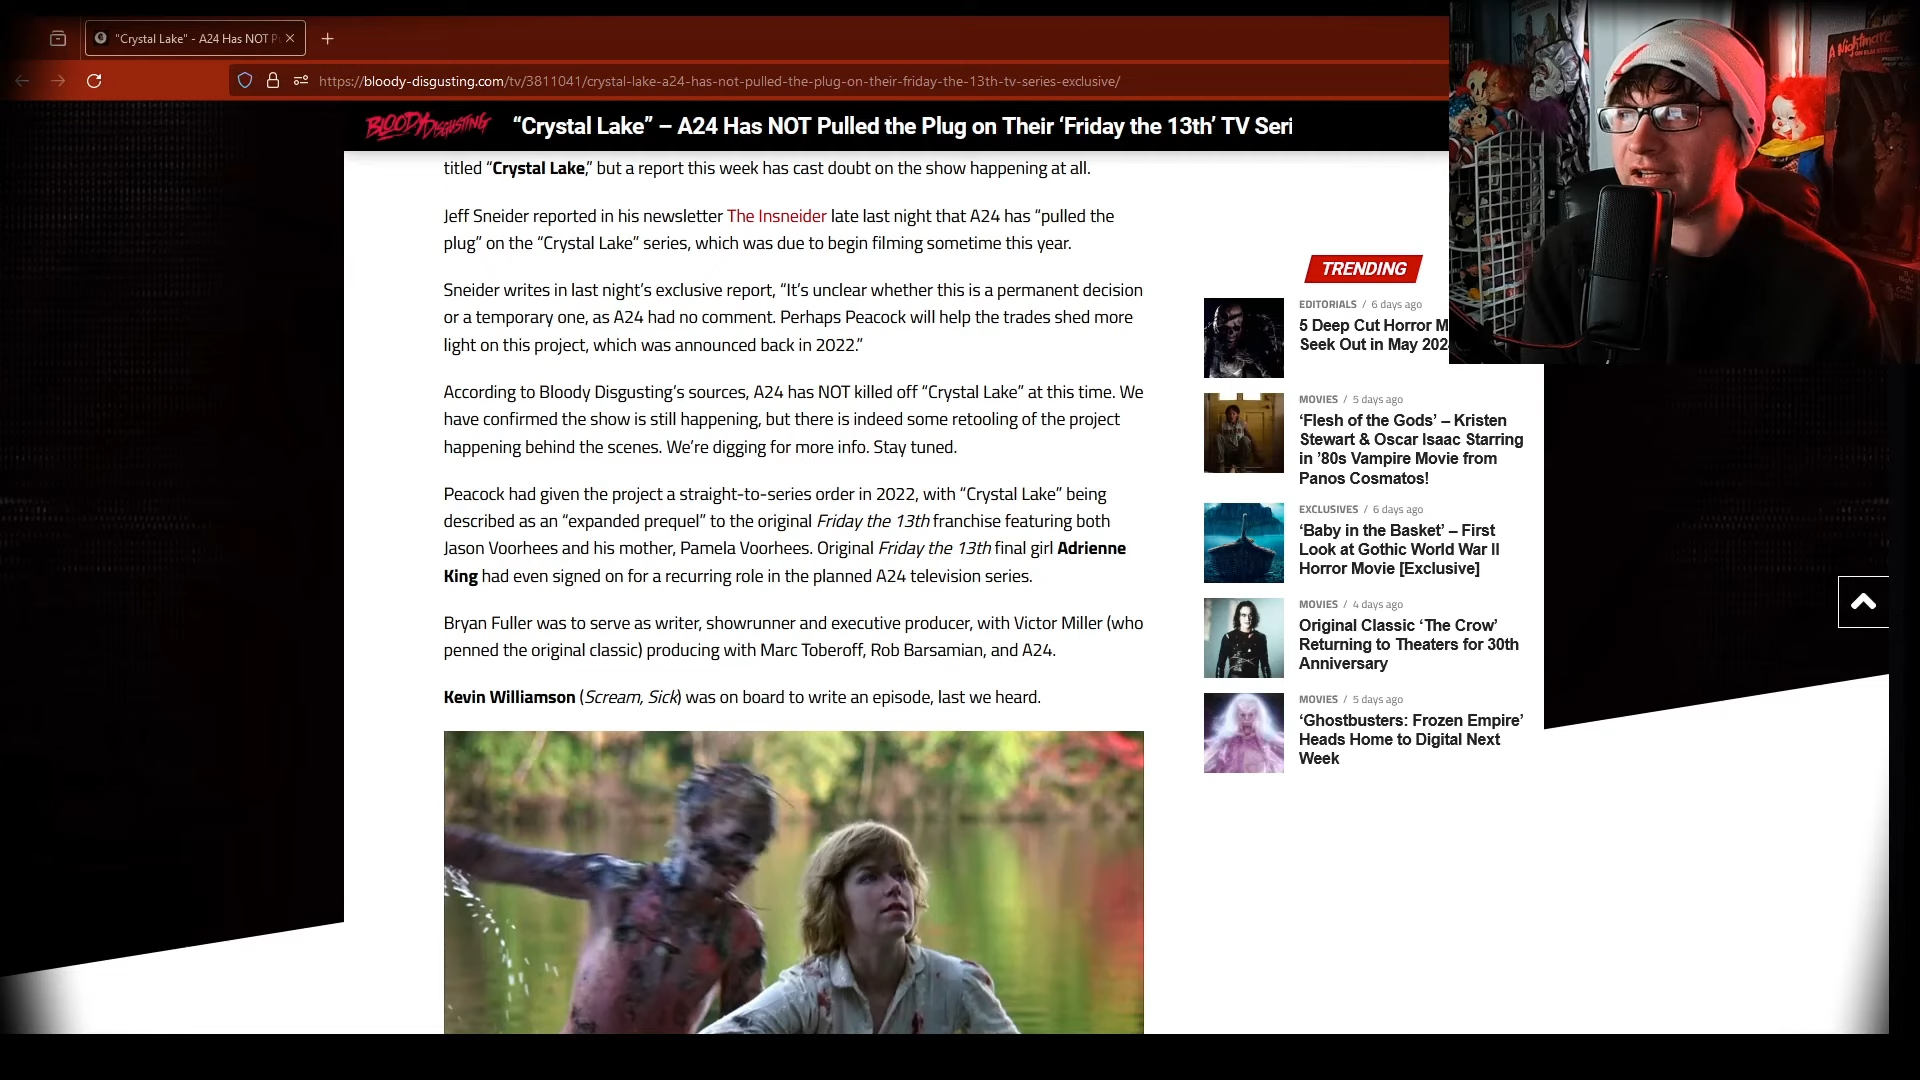 "Crystal Lake" - A24 Has NOT P
https://bloody-disgusting.com/tv/3811041/crystal-lake-a24-has-not-pulled-the-plug-on-their-friday-the-13th-tv-series-exclusive/
BLOODY DISGUSTING
“Crystal Lake” – A24 Has NOT Pulled the Plug on Their ‘Friday the 13th’ TV Seri
titled “Crystal Lake,” but a report this week has cast doubt on the show happening at all.
Jeff Sneider reported in his newsletter The Insneider late last night that A24 has “pulled the
plug” on the “Crystal Lake” series, which was due to begin filming sometime this year.
Sneider writes in last night’s exclusive report, “It’s unclear whether this is a permanent decision
or a temporary one, as A24 had no comment. Perhaps Peacock will help the trades shed more
light on this project, which was announced back in 2022.”
According to Bloody Disgusting’s sources, A24 has NOT killed off “Crystal Lake” at this time. We
have confirmed the show is still happening, but there is indeed some retooling of the project
happening behind the scenes. We’re digging for more info. Stay tuned.
Peacock had given the project a straight-to-series order in 2022, with “Crystal Lake” being
described as an “expanded prequel” to the original Friday the 13th franchise featuring both
Jason Voorhees and his mother, Pamela Voorhees. Original Friday the 13th final girl Adrienne
King had even signed on for a recurring role in the planned A24 television series.
Bryan Fuller was to serve as writer, showrunner and executive producer, with Victor Miller (who
penned the original classic) producing with Marc Toberoff, Rob Barsamian, and A24.
Kevin Williamson (Scream, Sick) was on board to write an episode, last we heard.
TRENDING
EDITORIALS / 6 days ago
5 Deep Cut Horror M
Seek Out in May 202
MOVIES / 5 days ago
‘Flesh of the Gods’ – Kristen
Stewart & Oscar Isaac Starring
in ’80s Vampire Movie from
Panos Cosmatos!
EXCLUSIVES / 6 days ago
‘Baby in the Basket’ – First
Look at Gothic World War II
Horror Movie [Exclusive]
MOVIES / 4 days ago
Original Classic ‘The Crow’
Returning to Theaters for 30th
Anniversary
MOVIES / 5 days ago
‘Ghostbusters: Frozen Empire’
Heads Home to Digital Next
Week
A Nightmare